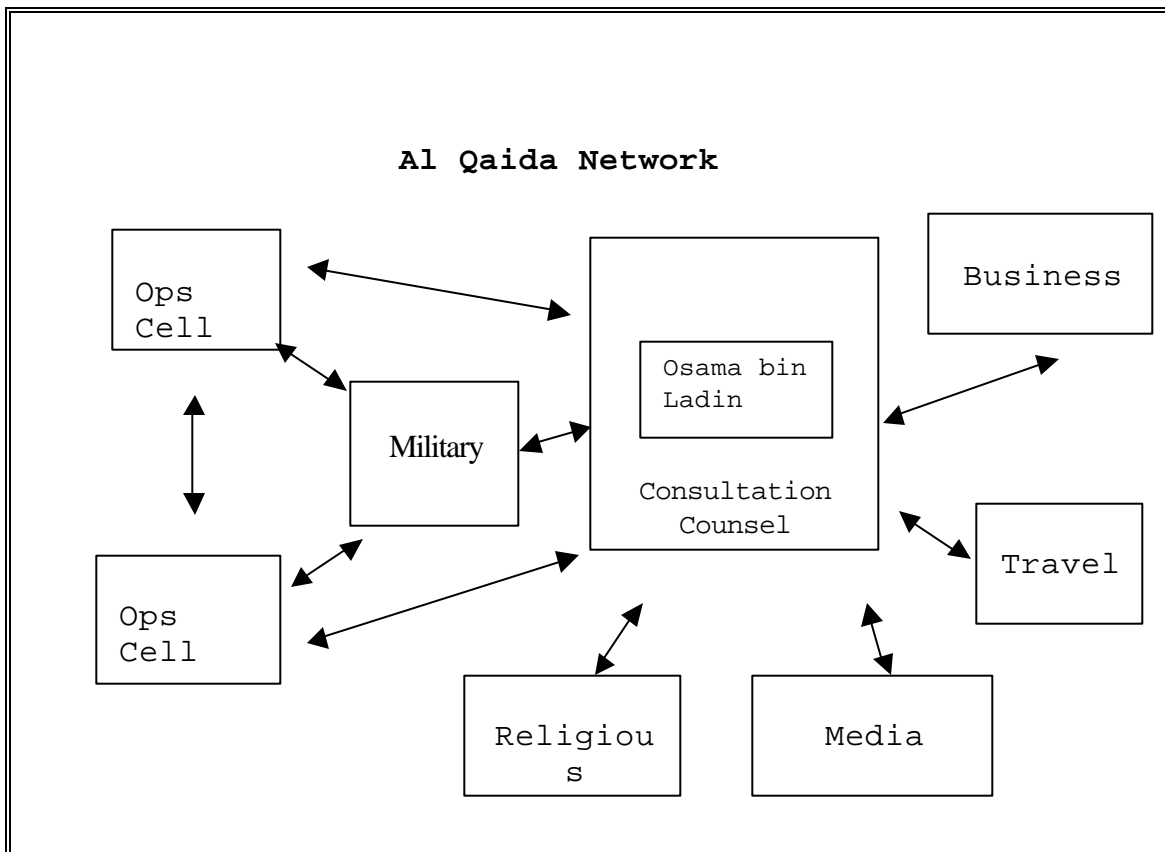 Al Qaida Network
Ops
Cell
Military
Osama bin
Ladin
Consultation
Counsel
Business
Travel
Ops
Cell
Religiou
s
Media